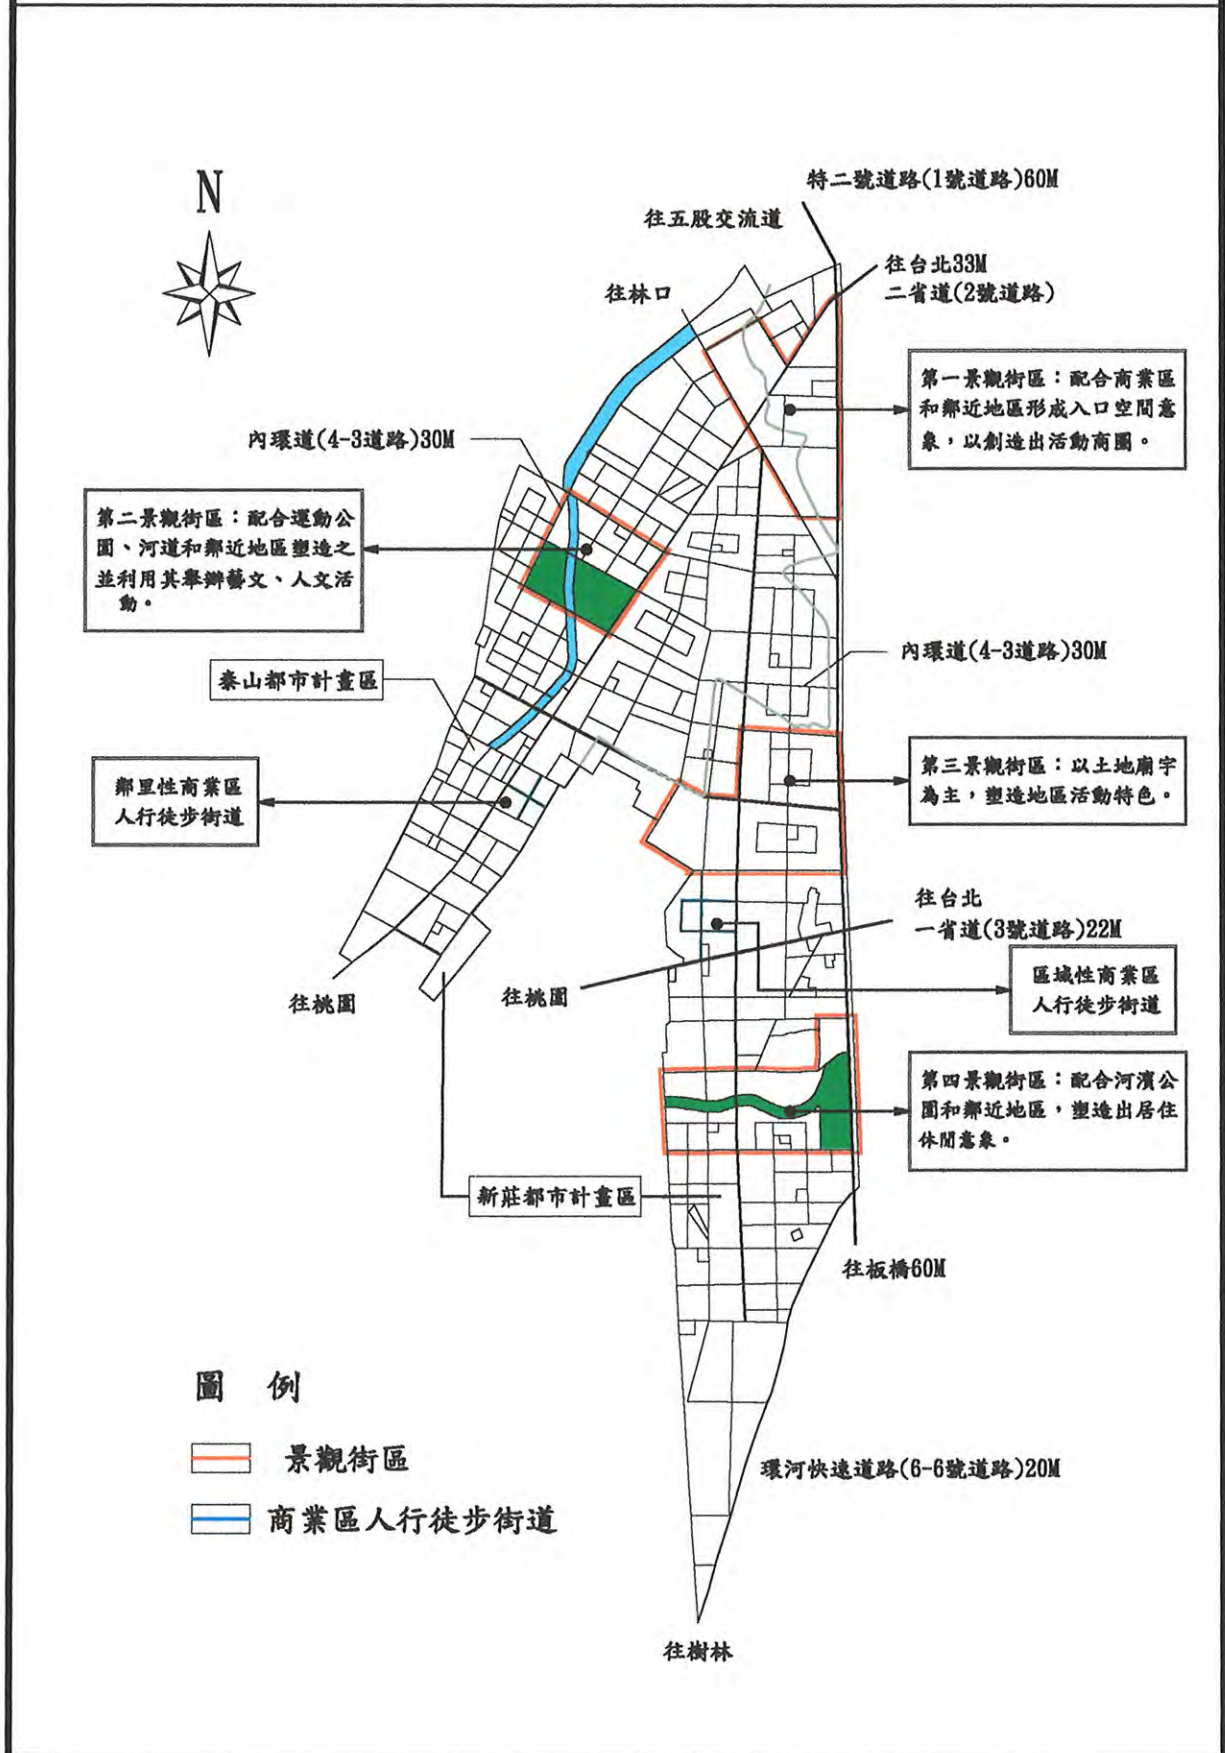 特二號道路(1號道路)60M
N
往五股交流道
往台北33M
二省道(2號道路)
往林口
第一景觀街區：配合商業區
和鄰近地區形成入口空間意
象，以創造出活動商圈。
內環道(4-3道路)30M
第二景觀街區：配合運動公
園、河道和鄰近地區塑造之
並利用其舉辦藝文、人文活
動。
內環道(4-3道路)30M
泰山都市計畫區
第三景觀街區：以土地廟宇
為主，塑造地區活動特色。
鄰里性商業區
人行徒步街道
往台北
一省道(3號道路)22M
區域性商業區
人行徒步街道
往桃園
往桃園
第四景觀街區：配合河濱公
園和鄰近地區，塑造出居住
休閒意象。
新莊都市計畫區
往板橋60M
圖例
景觀街區
環河快速道路(6-6號道路)20M
商業區人行徒步街道
往樹林